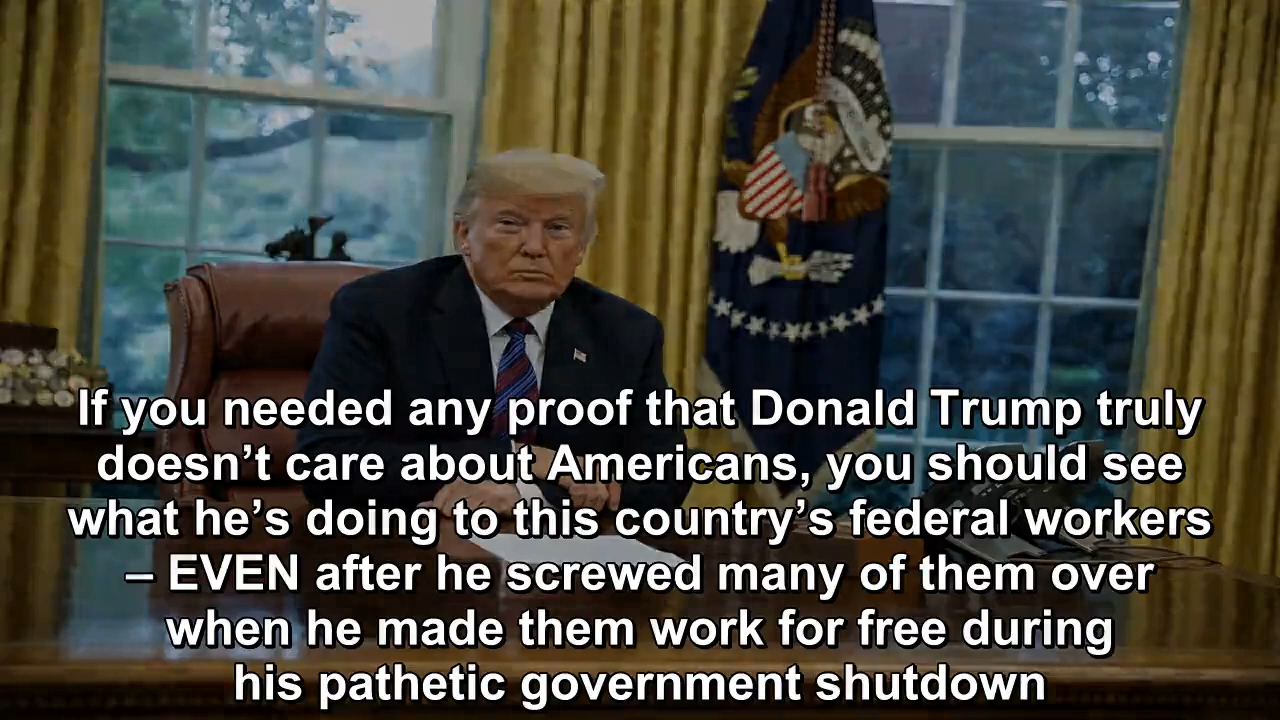 If you needed any proof that Donald Trump truly
doesn’t care about Americans, you should see
what he’s doing to this country’s federal workers
– EVEN after he screwed many of them over
when he made them work for free during
his pathetic government shutdown